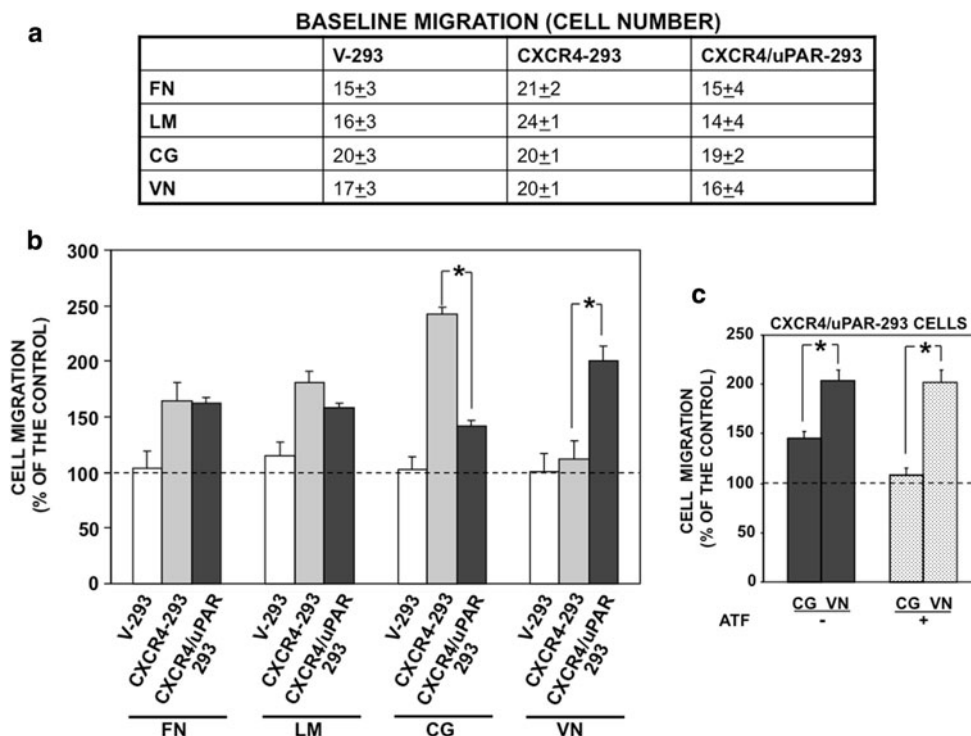 a
BASELINE MIGRATION (CELL NUMBER)
V-293 CXCR4-293 CXCR4/uPAR-293
FN 15±3 21±2 15±4
LM 16±3 24±1 14±4
CG 20±3 20±1 19±2
VN 17±3 20±1 16±4
b
CELL MIGRATION
(% OF THE CONTROL)
300
250
200
150
100
50
0
*
*
V-293
CXCR4-293
CXCR4/uPAR
293
V-293
CXCR4-293
CXCR4/uPAR
293
V-293
CXCR4-293
CXCR4/uPAR
293
V-293
CXCR4-293
CXCR4/uPAR
293
FN LM CG VN
c
CXCR4/uPAR-293 CELLS
CELL MIGRATION
(% OF THE CONTROL)
250
200
150
100
50
0
*
*
CG VN CG VN
ATF - +